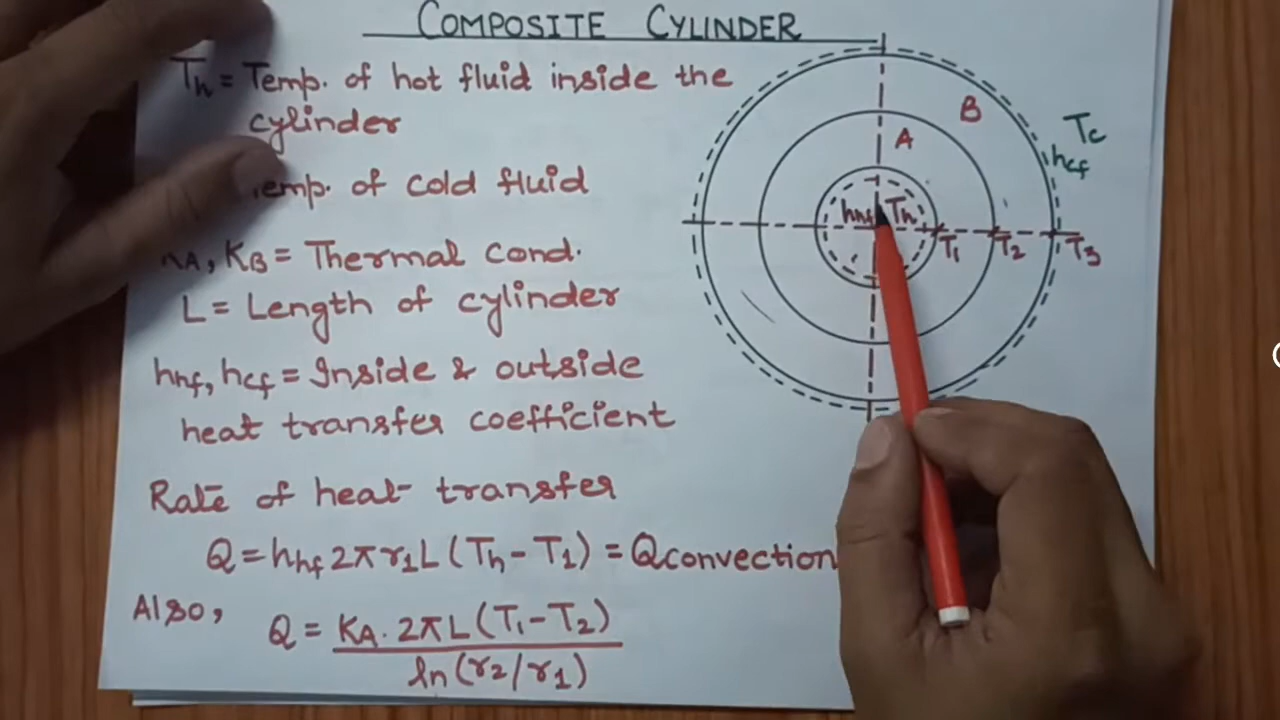 COMPOSITE CYLINDER
Th = Temp. of hot fluid inside the
cylinder
emp. of cold fluid
KA, KB = Thermal cond.
L = Length of cylinder
hhf, hcf = Inside & outside
heat transfer coefficient
Rate of heat transfer
Q = hhf 2πr1L (Th - T1) = Qconvection
Also,
Q = KA. 2πL (T1 - T2)
ln (r2/r1)
B
A
Tc
hcf
hhf Th
T1 T2 T3